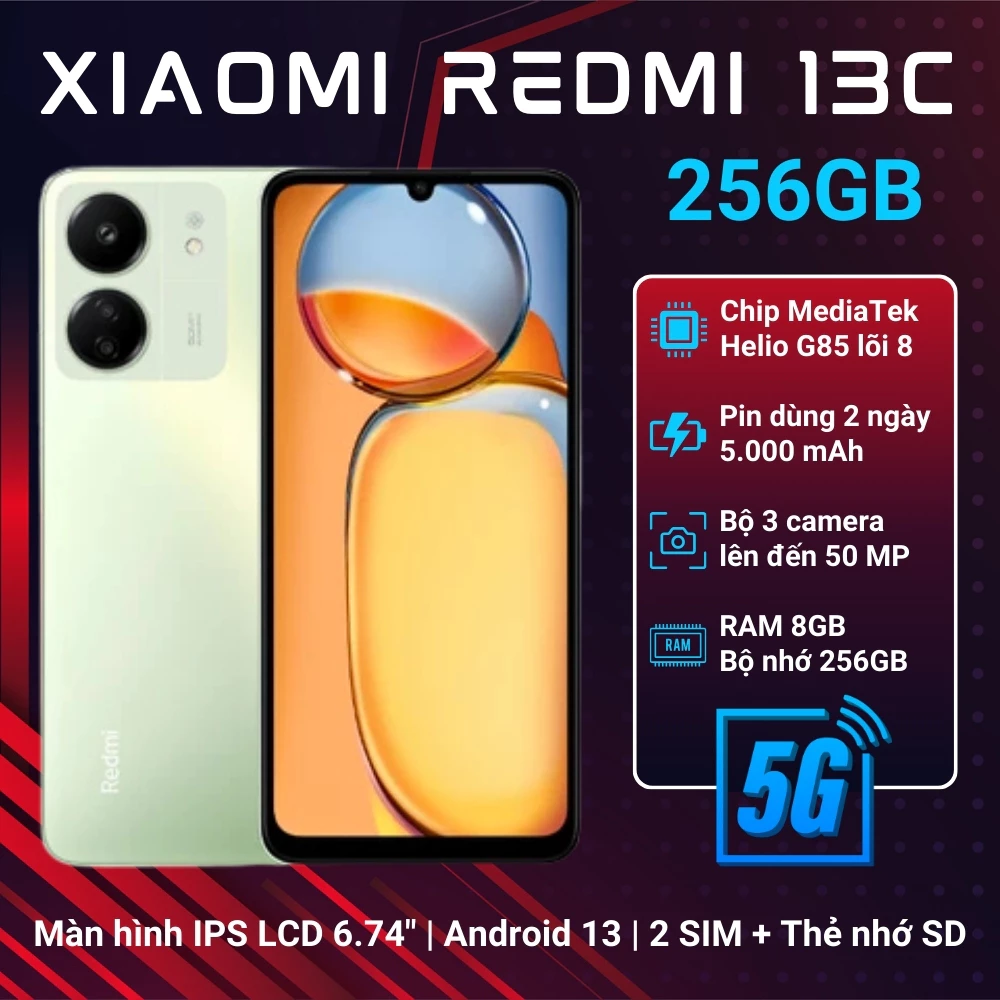 XIAOMI REDMI 13C
256GB
Chip MediaTek
Helio G85 lõi 8
Pin dùng 2 ngày
5.000 mAh
Bộ 3 camera
lên đến 50 MP
RAM
RAM 8GB
Bộ nhớ 256GB
5G
Redmi
Màn hình IPS LCD 6.74" | Android 13 | 2 SIM + Thẻ nhớ SD